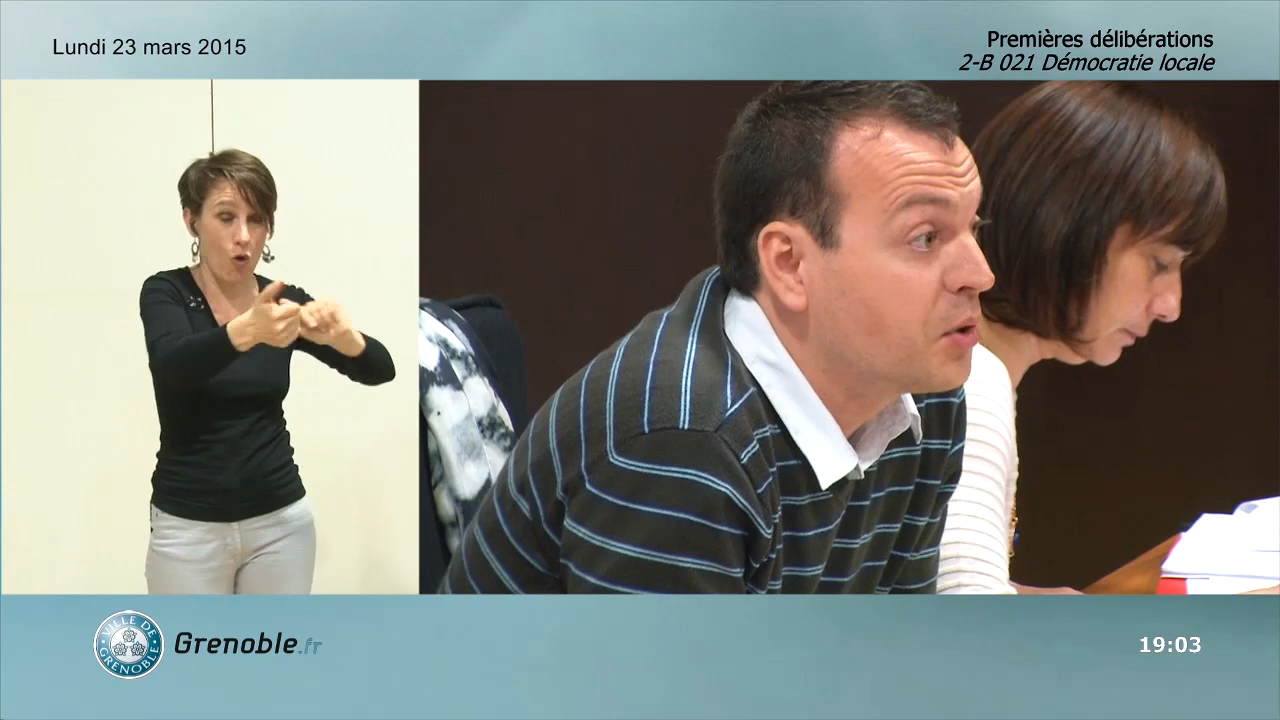 Lundi 23 mars 2015
Premières délibérations
2-B 021 Démocratie locale
VILLE DE
GRENOBLE
Grenoble.fr
19:03